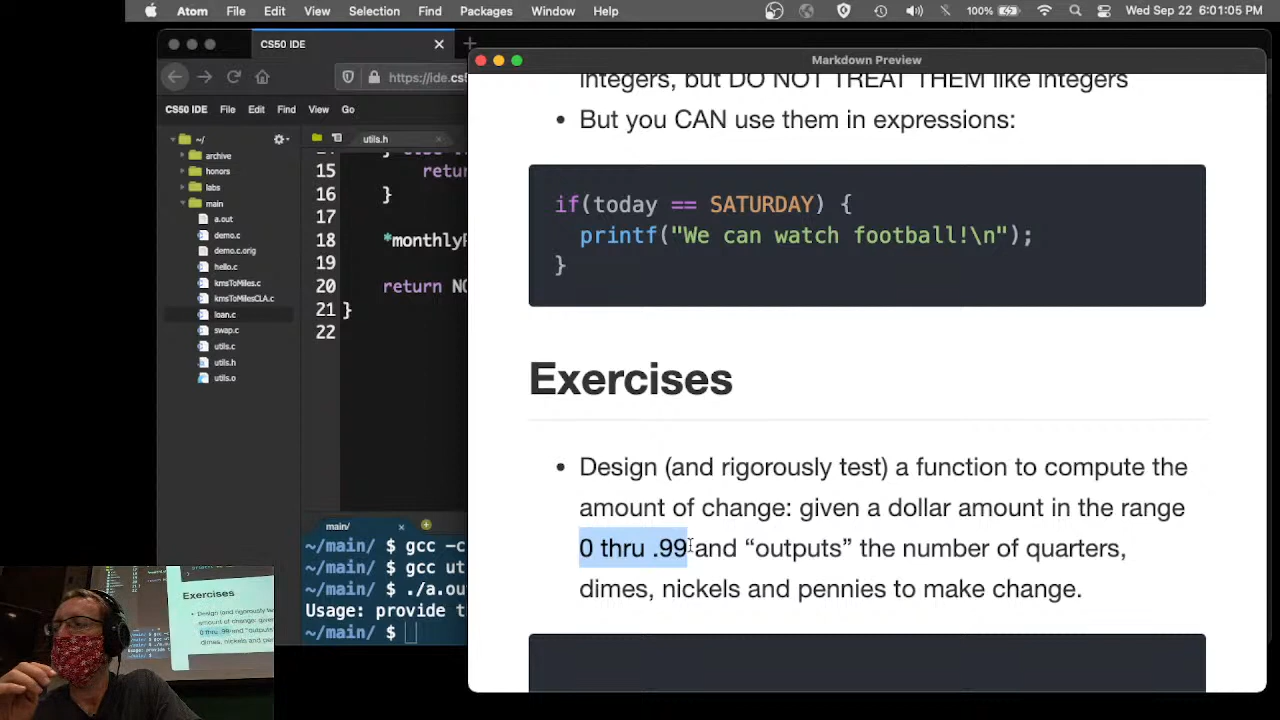 Atom File Edit View Selection Find Packages Window Help 100% Wed Sep 22 6:01:05 PM
CS50 IDE
https://ide.cs5
CS50 IDE File Edit Find View Go
~/
archive
honors
labs
main
a.out
demo.c
demo.c.orig
hello.c
kmsToMiles.c
kmsToMilesCLA.c
loan.c
swap.c
utils.c
utils.h
utils.o
utils.h
15 retu
16 }
17
18 *monthlyP
19
20 return NO
21 }
22
main/
~/main/ $ gcc -c
~/main/ $ gcc ut
~/main/ $ ./a.ou
Usage: provide t
~/main/ $
Markdown Preview
integers, but DO NOT TREAT THEM like integers
• But you CAN use them in expressions:
if(today == SATURDAY) {
printf("We can watch football!\n");
}
Exercises
• Design (and rigorously test) a function to compute the
amount of change: given a dollar amount in the range
0 thru .99 and “outputs” the number of quarters,
dimes, nickels and pennies to make change.
Exercises